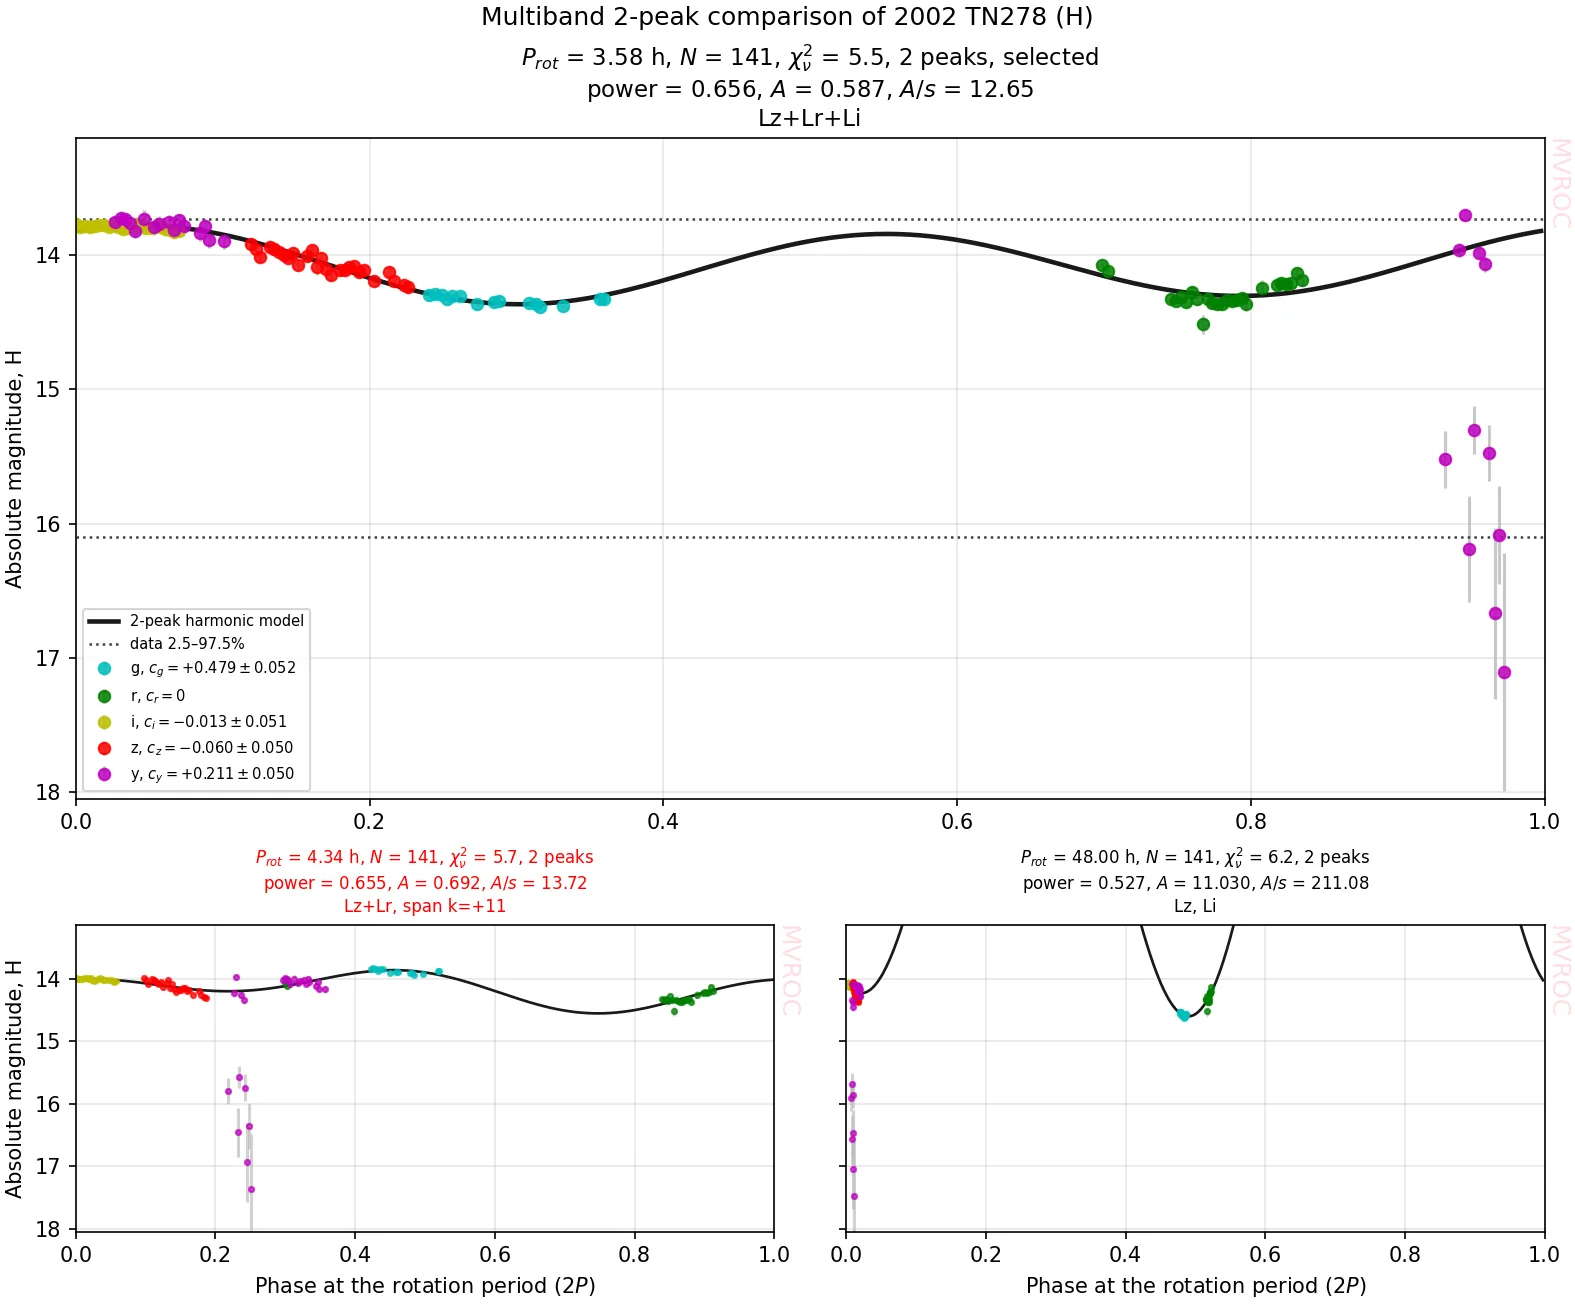 Multiband 2-peak comparison of 2002 TN278 (H)
P_rot = 3.58 h, N = 141, χ²_ν = 5.5, 2 peaks, selected
power = 0.656, A = 0.587, A/s = 12.65
Lz+Lr+Li
MVROC
Absolute magnitude, H
14
15
16
17
18
2-peak harmonic model
data 2.5–97.5%
g, c_g = +0.479 ± 0.052
r, c_r = 0
i, c_i = −0.013 ± 0.051
z, c_z = −0.060 ± 0.050
y, c_y = +0.211 ± 0.050
0.0 0.2 0.4 0.6 0.8 1.0
P_rot = 4.34 h, N = 141, χ²_ν = 5.7, 2 peaks
power = 0.655, A = 0.692, A/s = 13.72
Lz+Lr, span k=+11
MVROC
Absolute magnitude, H
14
15
16
17
18
0.0 0.2 0.4 0.6 0.8 1.0
Phase at the rotation period (2P)
P_rot = 48.00 h, N = 141, χ²_ν = 6.2, 2 peaks
power = 0.527, A = 11.030, A/s = 211.08
Lz, Li
MVROC
0.0 0.2 0.4 0.6 0.8 1.0
Phase at the rotation period (2P)